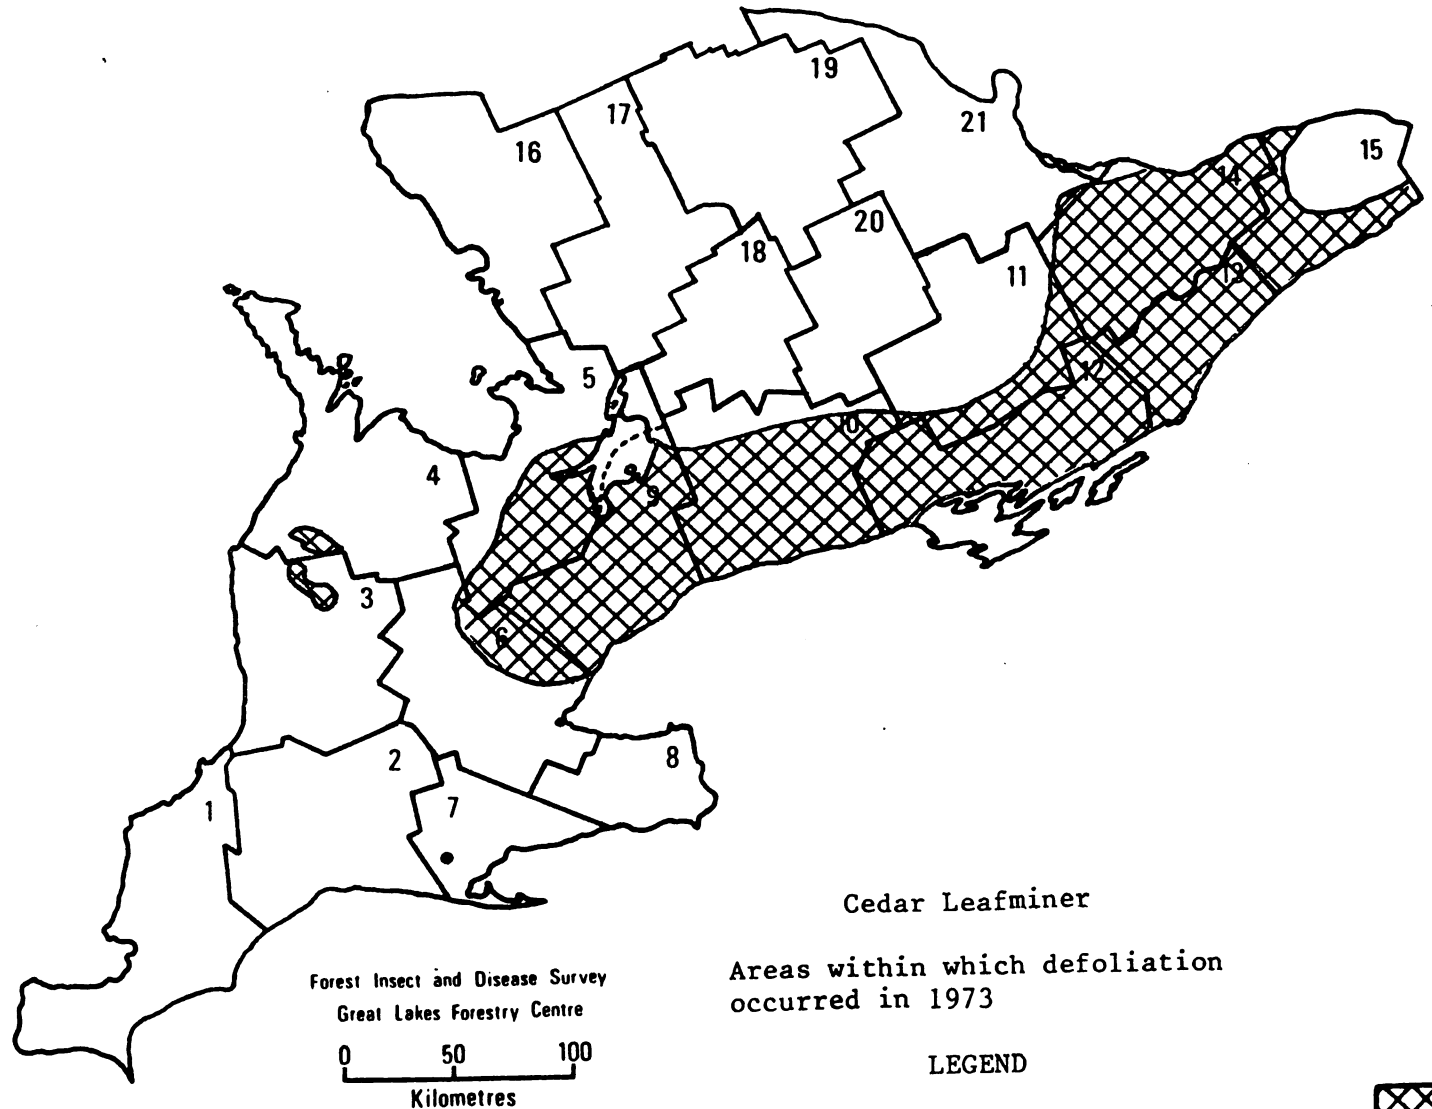 19
17
21
16
15
14
20
18
11
13
5
12
10
4
9
3
6
2
8
1
7
Cedar Leafminer
Areas within which defoliation
occurred in 1973
Forest Insect and Disease Survey
Great Lakes Forestry Centre
0 50 100
Kilometres
LEGEND